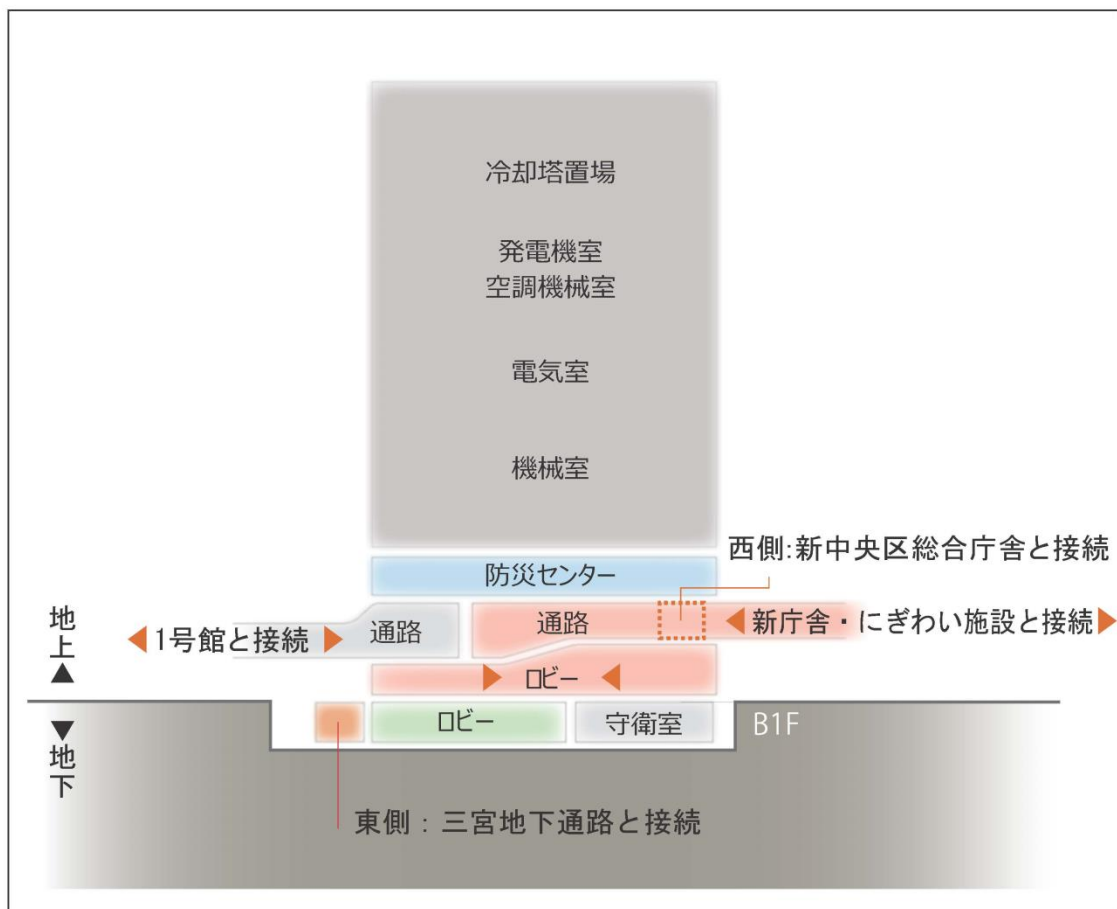 冷却塔置場
発電機室
空調機械室
電気室
機械室
西側:新中央区総合庁舎と接続
防災センター
地上▲
◀1号館と接続▶
通路
通路
◀新庁舎・にぎわい施設と接続▶
▶ロビー◀
▼地下
ロビー
守衛室
B1F
東側：三宮地下通路と接続